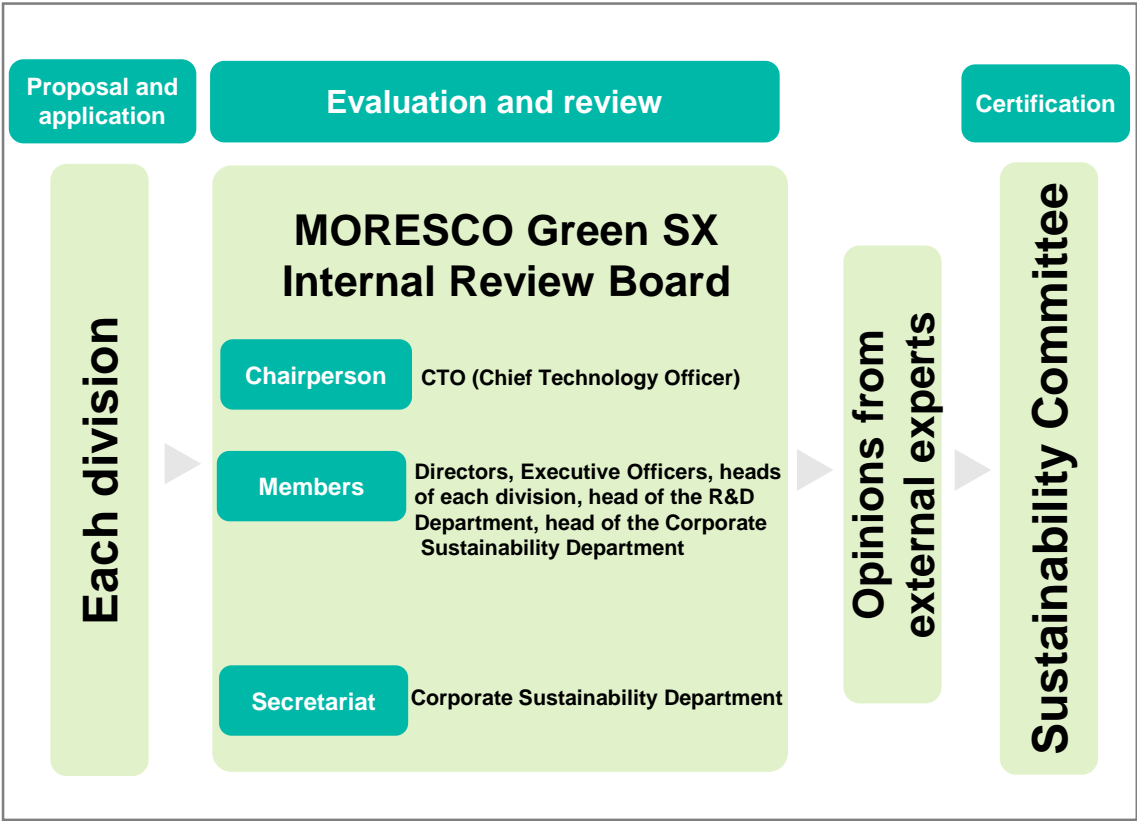 Proposal and
application
Evaluation and review
Certification
Each division
MORESCO Green SX
Internal Review Board
Chairperson
CTO (Chief Technology Officer)
Members
Directors, Executive Officers, heads
of each division, head of the R&D
Department, head of the Corporate
Sustainability Department
Secretariat
Corporate Sustainability Department
Opinions from
external experts
Sustainability Committee